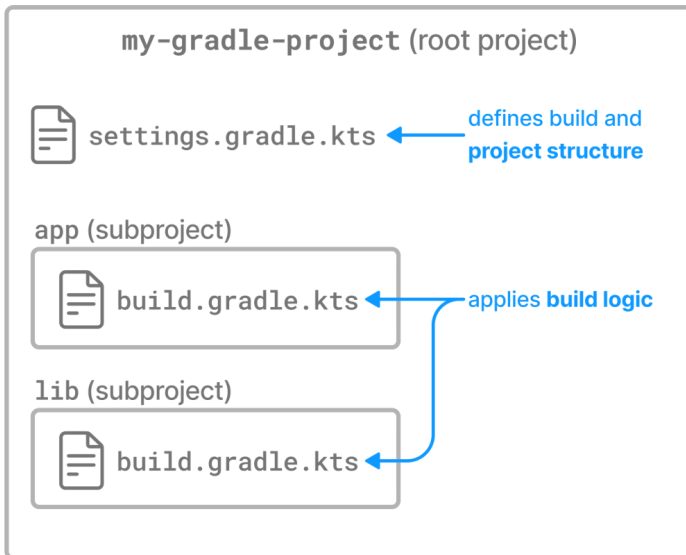 my-gradle-project (root project)
settings.gradle.kts
defines build and
project structure
app (subproject)
build.gradle.kts
applies build logic
lib (subproject)
build.gradle.kts